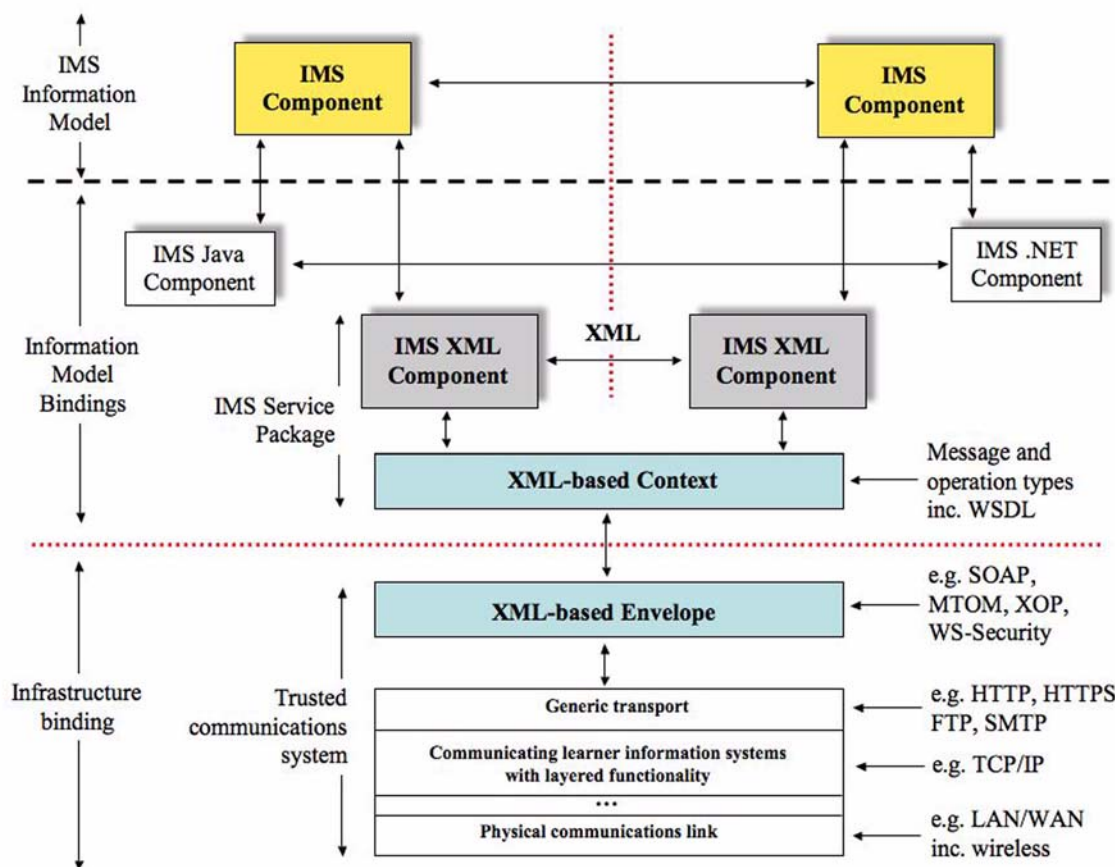 IMS
Information
Model
IMS
Component
IMS
Component
IMS Java
Component
IMS .NET
Component
Information
Model
Bindings
IMS Service
Package
IMS XML
Component
XML
IMS XML
Component
XML-based Context
Message and
operation types
inc. WSDL
Infrastructure
binding
Trusted
communications
system
XML-based Envelope
e.g. SOAP,
MTOM, XOP,
WS-Security
Generic transport
e.g. HTTP, HTTPS
FTP, SMTP
Communicating learner information systems
with layered functionality
e.g. TCP/IP
...
Physical communications link
e.g. LAN/WAN
inc. wireless